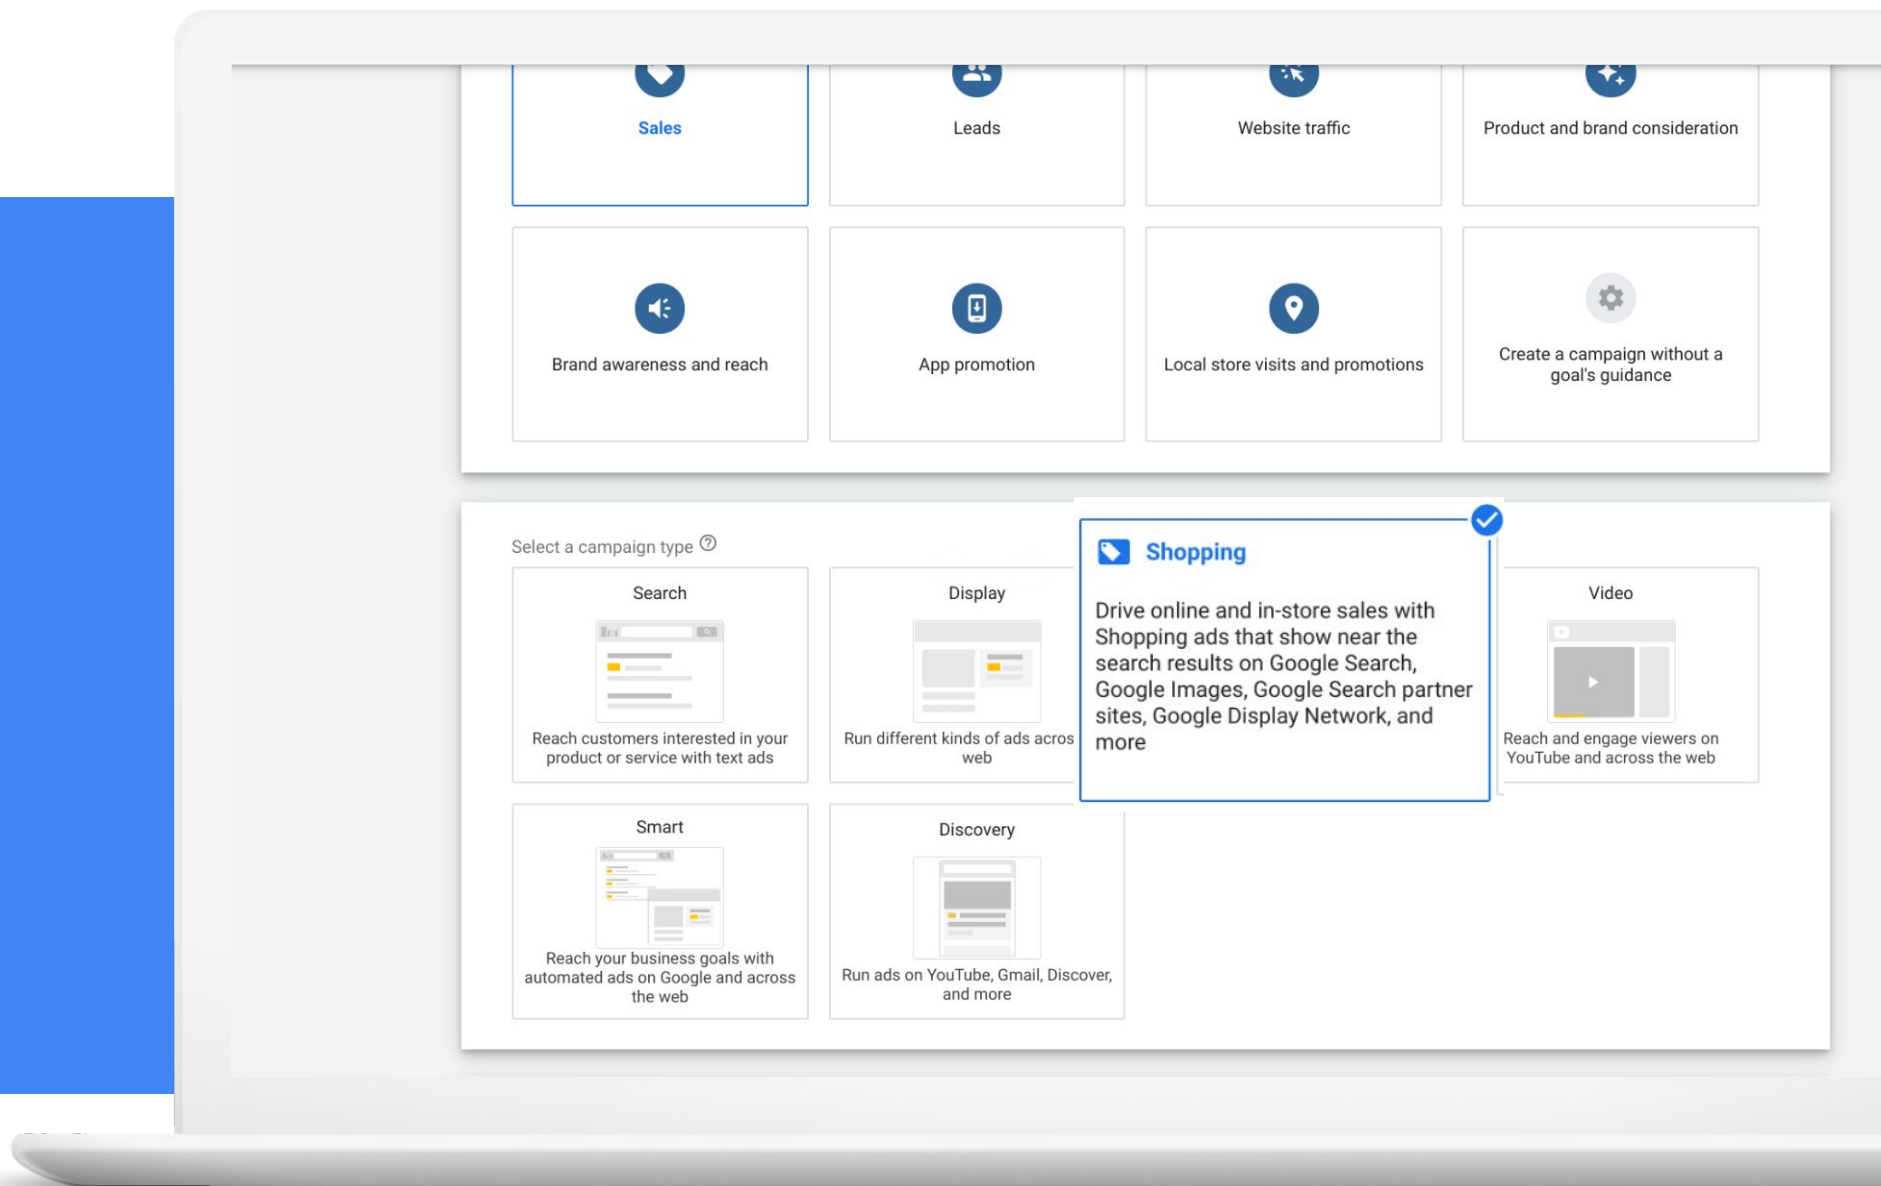 Sales
Leads
Website traffic
Product and brand consideration
Brand awareness and reach
App promotion
Local store visits and promotions
Create a campaign without a
goal's guidance
Select a campaign type
Search
Reach customers interested in your
product or service with text ads
Display
Run different kinds of ads acros
web
Shopping
Drive online and in-store sales with
Shopping ads that show near the
search results on Google Search,
Google Images, Google Search partner
sites, Google Display Network, and
more
Video
Reach and engage viewers on
YouTube and across the web
Smart
Reach your business goals with
automated ads on Google and across
the web
Discovery
Run ads on YouTube, Gmail, Discover,
and more